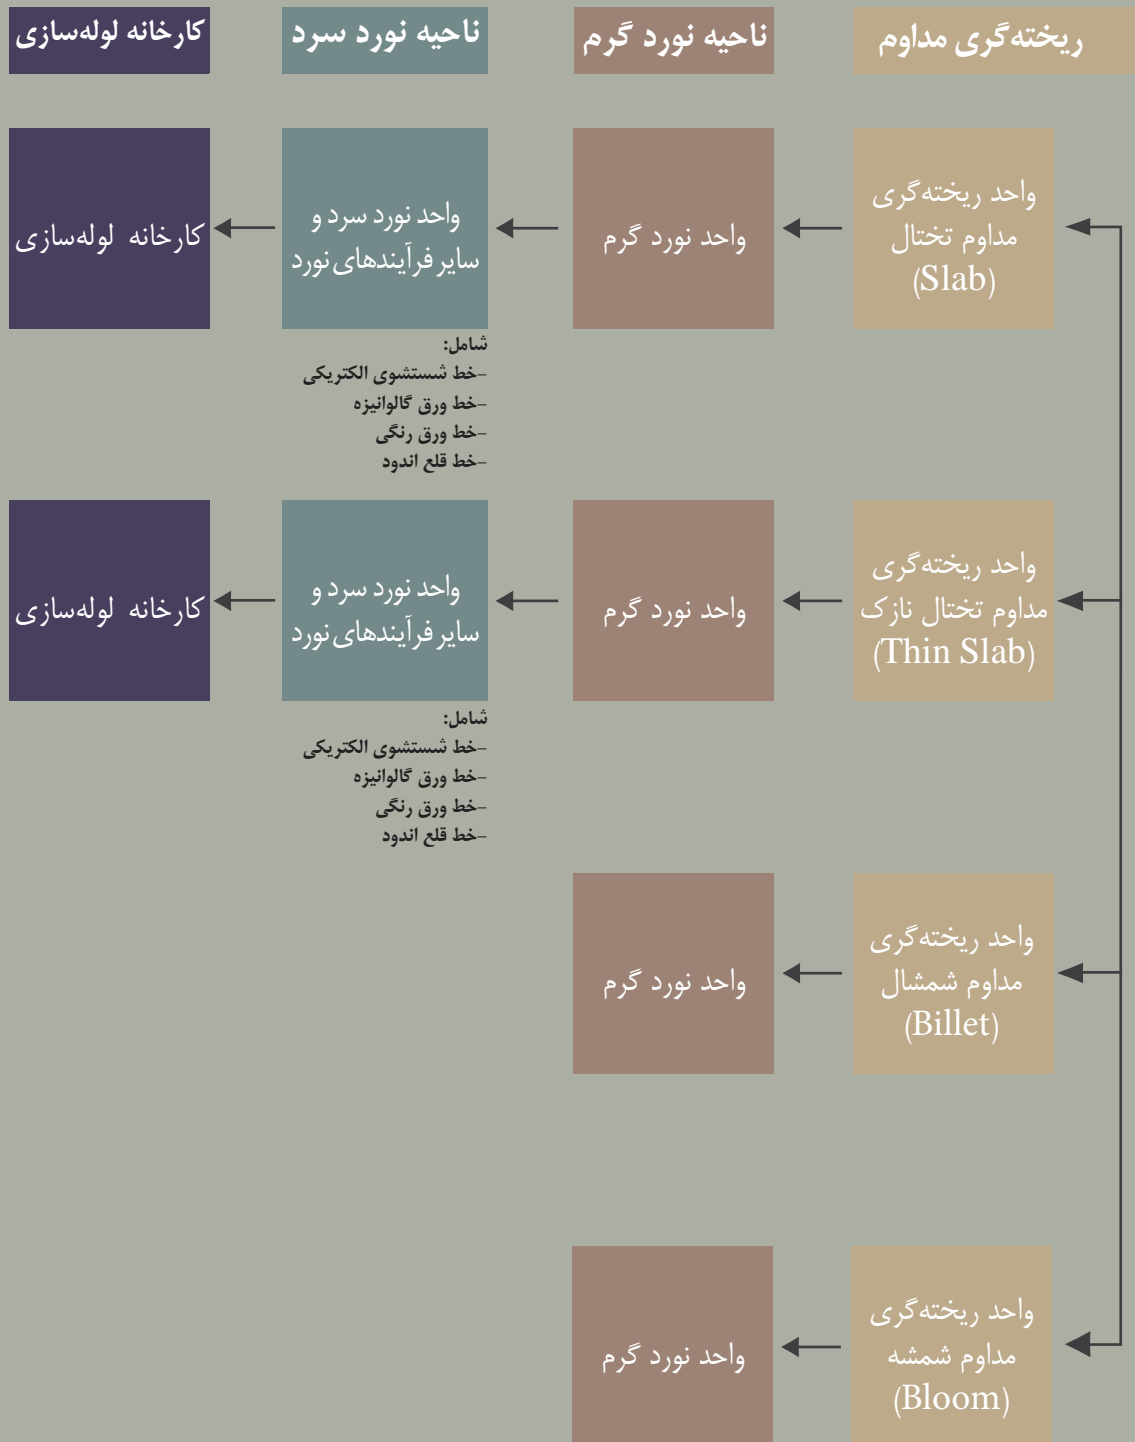 ریخته‌گری مداوم
ناحیه نورد گرم
ناحیه نورد سرد
کارخانه لوله‌سازی
واحد ریخته‌گری
مداوم تختال
(Slab)
واحد نورد گرم
واحد نورد سرد و
سایر فرآیندهای نورد
کارخانه لوله‌سازی
شامل:
-خط شستشوی الکتریکی
-خط ورق گالوانیزه
-خط ورق رنگی
-خط قلع اندود
واحد ریخته‌گری
مداوم تختال نازک
(Thin Slab)
واحد نورد گرم
واحد نورد سرد و
سایر فرآیندهای نورد
کارخانه لوله‌سازی
شامل:
-خط شستشوی الکتریکی
-خط ورق گالوانیزه
-خط ورق رنگی
-خط قلع اندود
واحد ریخته‌گری
مداوم شمشال
(Billet)
واحد نورد گرم
واحد ریخته‌گری
مداوم شمشه
(Bloom)
واحد نورد گرم